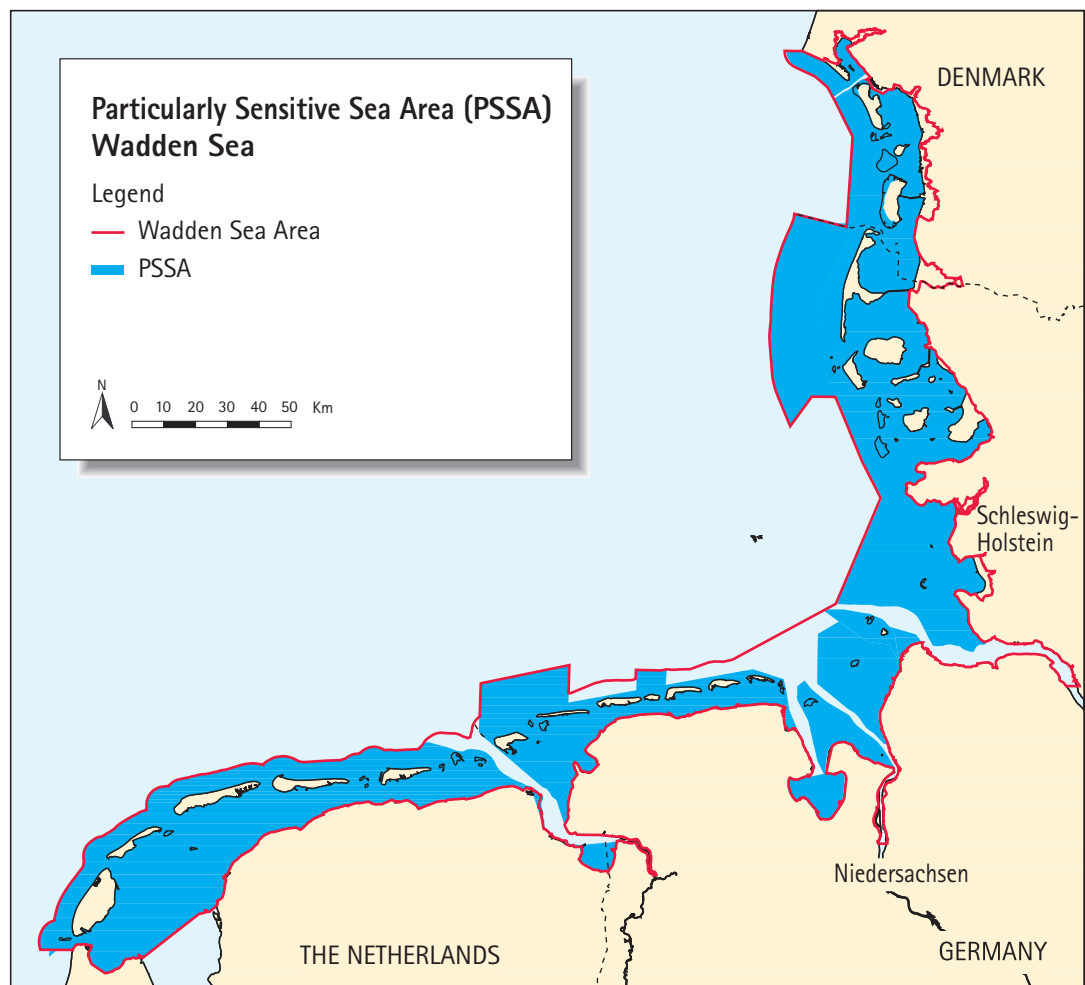 Particularly Sensitive Sea Area (PSSA)
Wadden Sea
Legend
Wadden Sea Area
PSSA
N
0 10 20 30 40 50 Km
DENMARK
Schleswig-
Holstein
Niedersachsen
THE NETHERLANDS
GERMANY